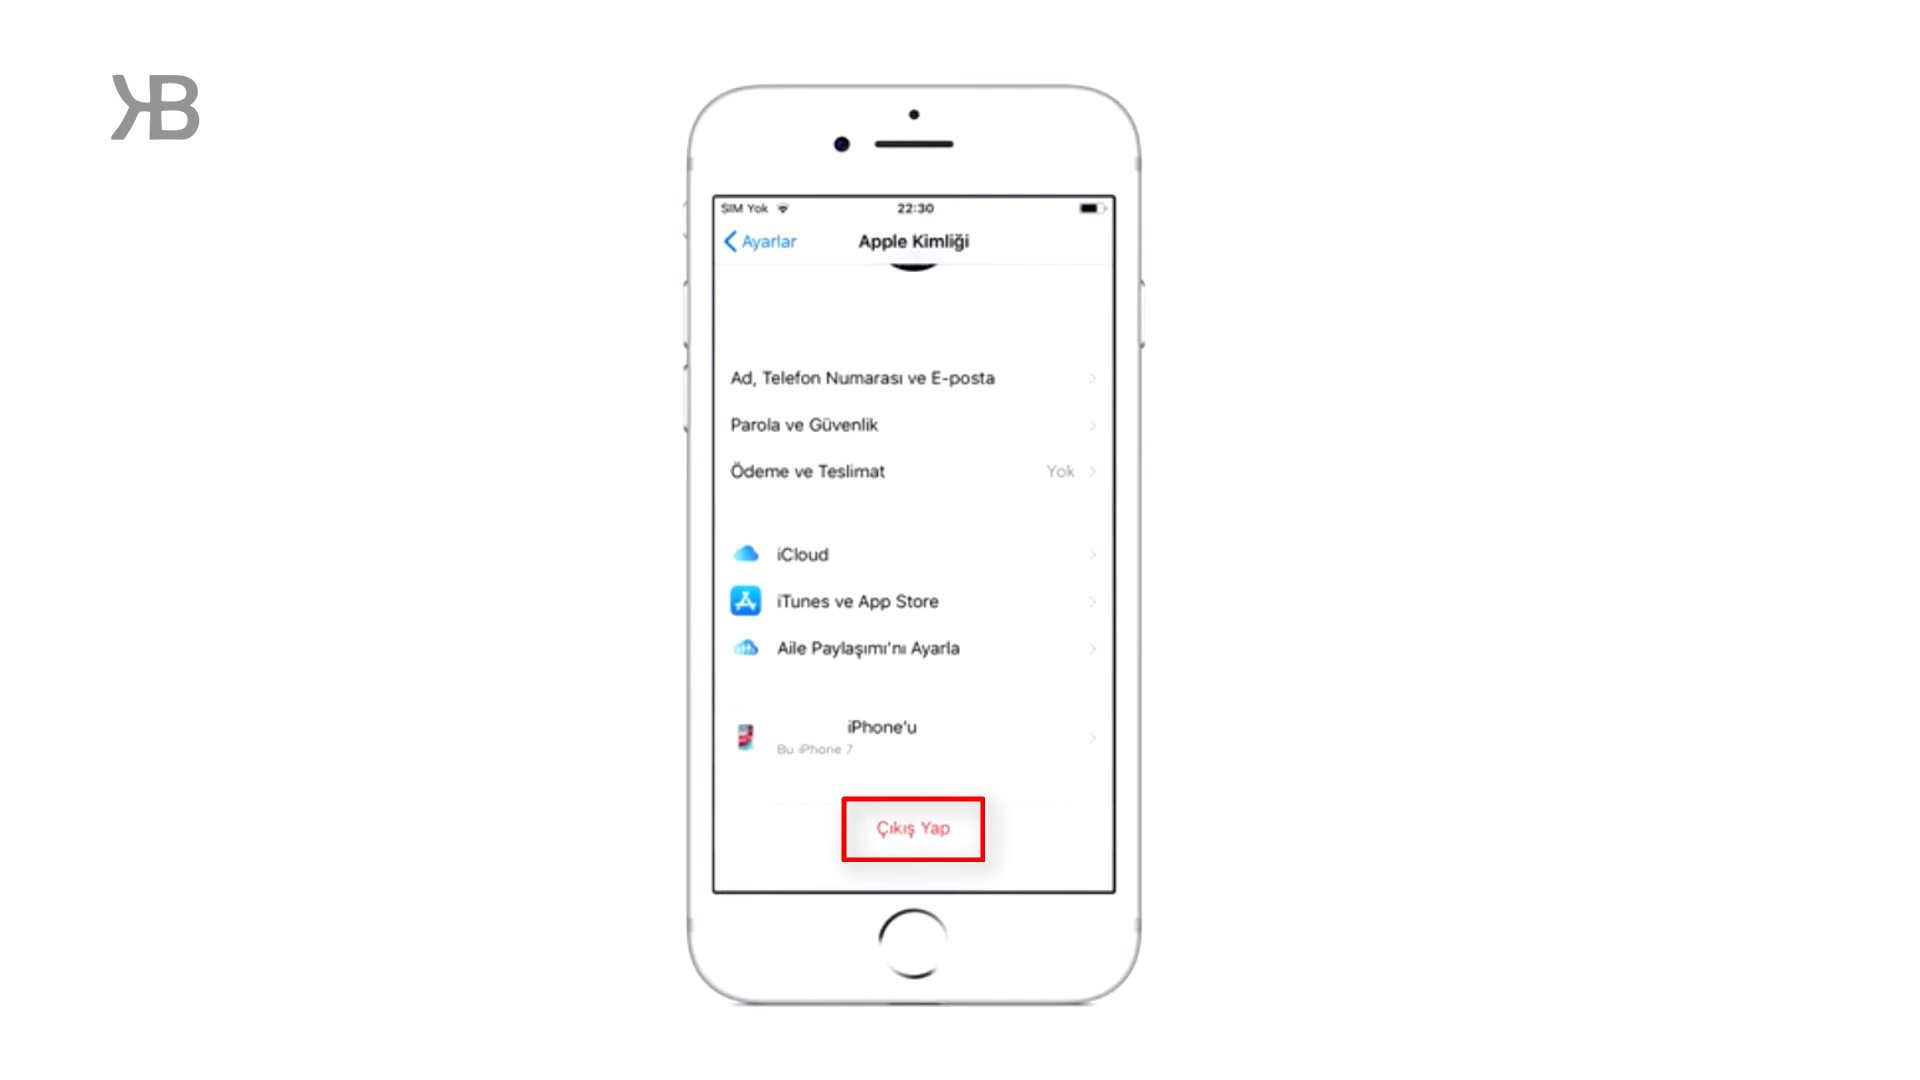 KB
SIM Yok 22:30
Ayarlar Apple Kimliği
Ad, Telefon Numarası ve E-posta
Parola ve Güvenlik
Ödeme ve Teslimat Yok
iCloud
iTunes ve App Store
Aile Paylaşımı'nı Ayarla
iPhone'u
Bu iPhone 7
Çıkış Yap